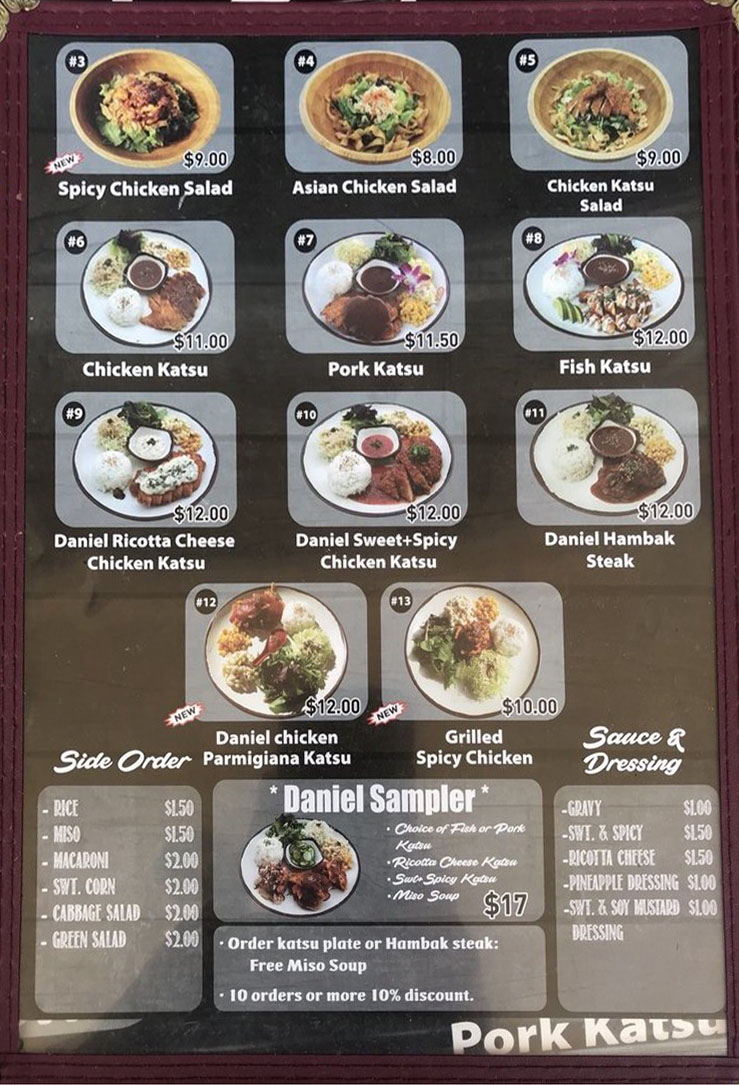 #3
NEW
$9.00
Spicy Chicken Salad
#4
$8.00
Asian Chicken Salad
#5
$9.00
Chicken Katsu
Salad
#6
$11.00
Chicken Katsu
#7
$11.50
Pork Katsu
#8
$12.00
Fish Katsu
#9
$12.00
Daniel Ricotta Cheese
Chicken Katsu
#10
$12.00
Daniel Sweet+Spicy
Chicken Katsu
#11
$12.00
Daniel Hambak
Steak
#12
NEW
$12.00
Daniel chicken
Parmigiana Katsu
#13
NEW
$10.00
Grilled
Spicy Chicken
Side Order
- RICE $1.50
- MISO $1.50
- MACARONI $2.00
- SWT. CORN $2.00
- CABBAGE SALAD $2.00
- GREEN SALAD $2.00
* Daniel Sampler *
· Choice of Fish or Pork
Katsu
· Ricotta Cheese Katsu
· Swt+Spicy Katsu
· Miso Soup
$17
· Order katsu plate or Hambak steak:
Free Miso Soup
· 10 orders or more 10% discount.
Sauce &
Dressing
-GRAVY $1.00
-SWT. & SPICY $1.50
-RICOTTA CHEESE $1.50
-PINEAPPLE DRESSING $1.00
-SWT. & SOY MUSTARD $1.00
DRESSING
Pork Katsu